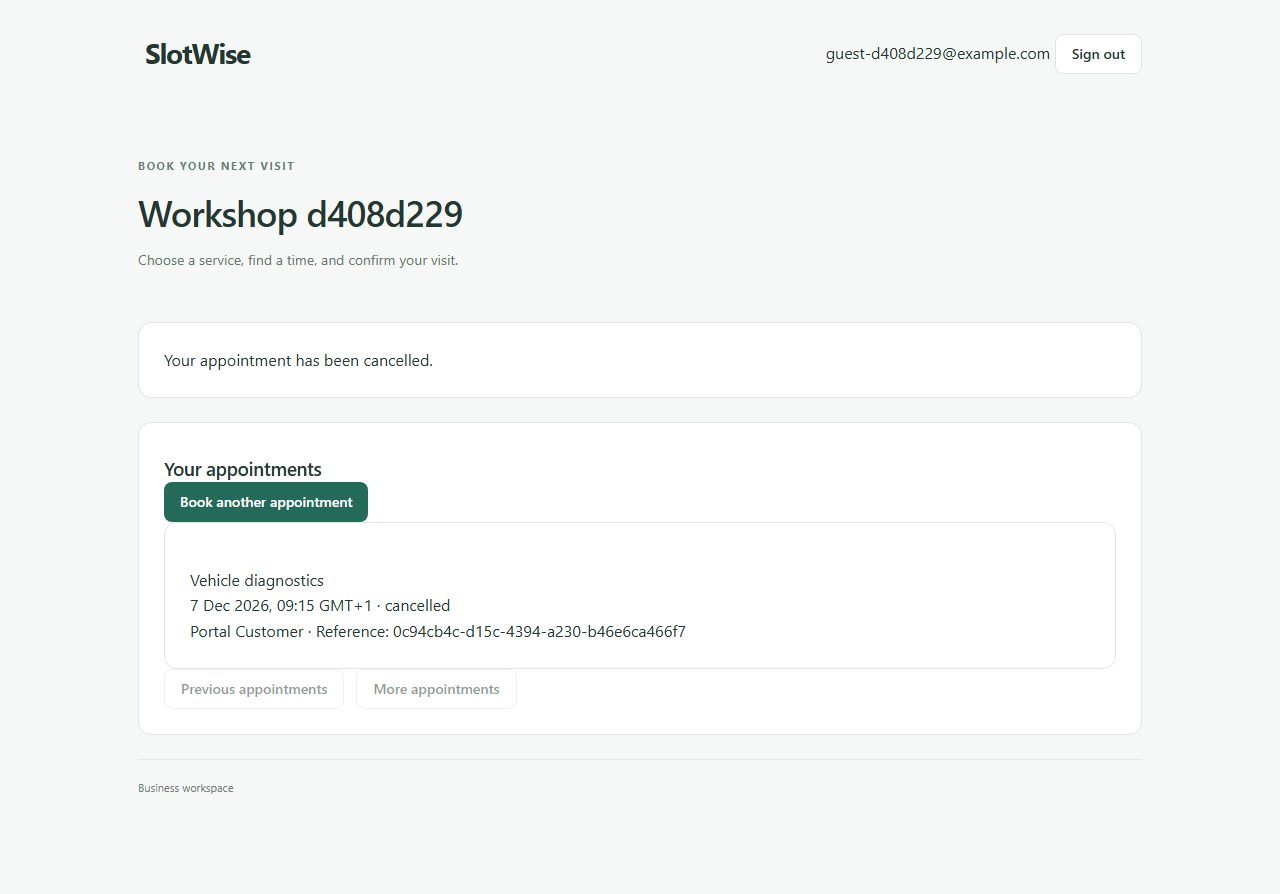 SlotWise
guest-d408d229@example.com Sign out
BOOK YOUR NEXT VISIT
Workshop d408d229
Choose a service, find a time, and confirm your visit.
Your appointment has been cancelled.
Your appointments
Book another appointment
Vehicle diagnostics
7 Dec 2026, 09:15 GMT+1 · cancelled
Portal Customer · Reference: 0c94cb4c-d15c-4394-a230-b46e6ca466f7
Previous appointments More appointments
Business workspace